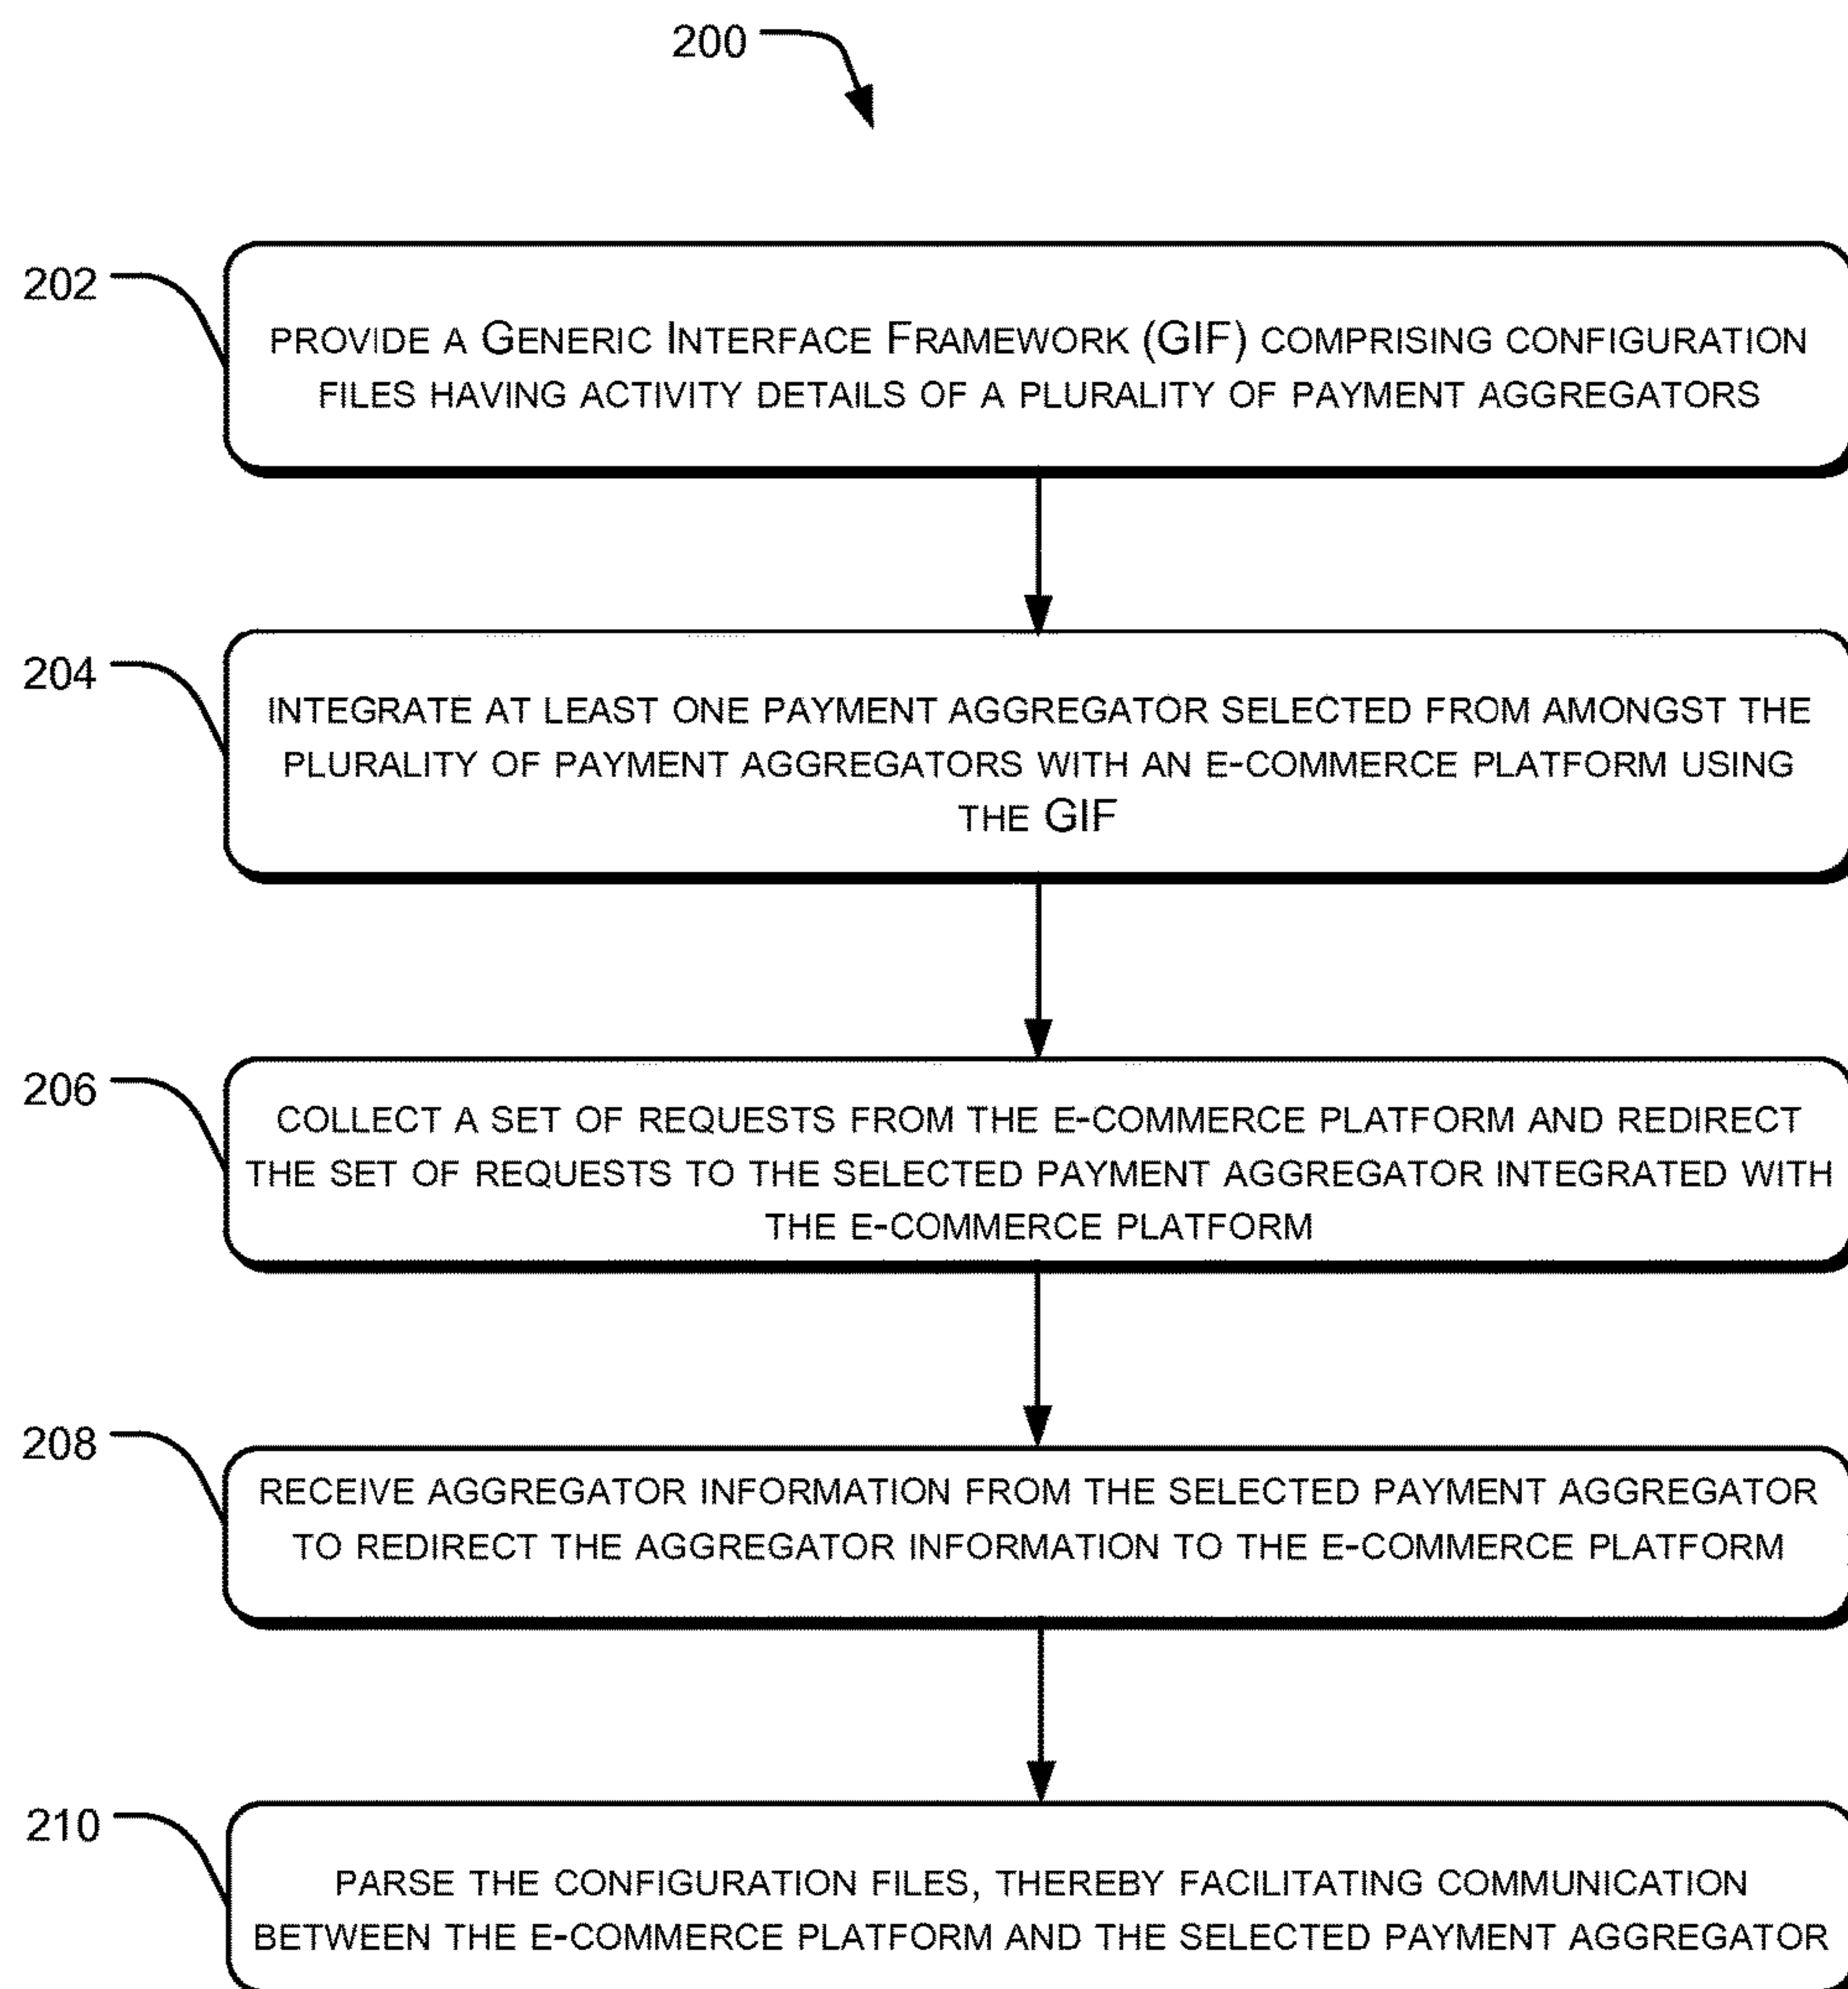 200
202
PROVIDE A GENERIC INTERFACE FRAMEWORK (GIF) COMPRISING CONFIGURATION
FILES HAVING ACTIVITY DETAILS OF A PLURALITY OF PAYMENT AGGREGATORS
204
INTEGRATE AT LEAST ONE PAYMENT AGGREGATOR SELECTED FROM AMONGST THE
PLURALITY OF PAYMENT AGGREGATORS WITH AN E-COMMERCE PLATFORM USING
THE GIF
206
COLLECT A SET OF REQUESTS FROM THE E-COMMERCE PLATFORM AND REDIRECT
THE SET OF REQUESTS TO THE SELECTED PAYMENT AGGREGATOR INTEGRATED WITH
THE E-COMMERCE PLATFORM
208
RECEIVE AGGREGATOR INFORMATION FROM THE SELECTED PAYMENT AGGREGATOR
TO REDIRECT THE AGGREGATOR INFORMATION TO THE E-COMMERCE PLATFORM
210
PARSE THE CONFIGURATION FILES, THEREBY FACILITATING COMMUNICATION
BETWEEN THE E-COMMERCE PLATFORM AND THE SELECTED PAYMENT AGGREGATOR